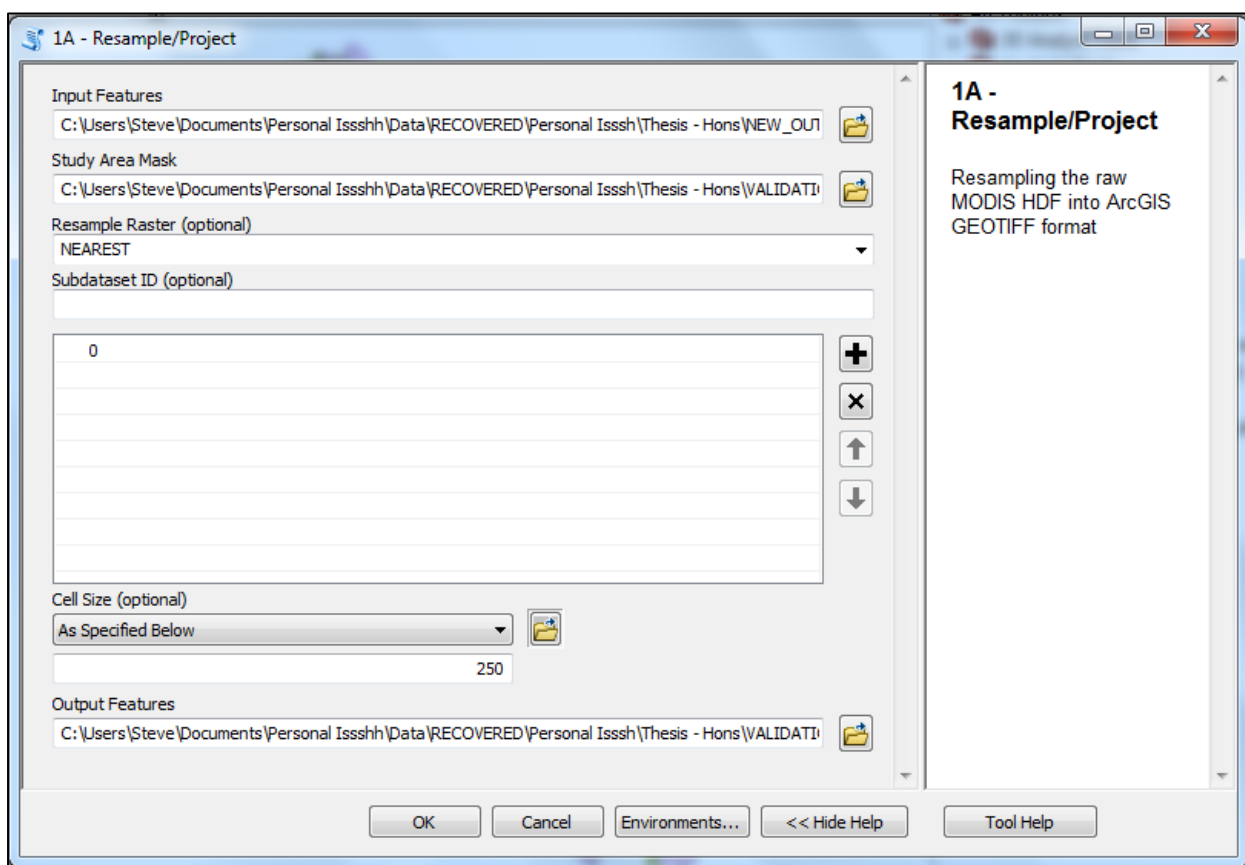 1A - Resample/Project
Input Features
C:\Users\Steve\Documents\Personal Issshh\Data\RECOVERED\Personal Isssh\Thesis - Hons\NEW_OUT
Study Area Mask
C:\Users\Steve\Documents\Personal Issshh\Data\RECOVERED\Personal Isssh\Thesis - Hons\VALIDATI
Resample Raster (optional)
NEAREST
Subdataset ID (optional)
0
Cell Size (optional)
As Specified Below
250
Output Features
C:\Users\Steve\Documents\Personal Issshh\Data\RECOVERED\Personal Isssh\Thesis - Hons\VALIDATI
OK
Cancel
Environments...
<< Hide Help
Tool Help
1A -
Resample/Project
Resampling the raw
MODIS HDF into ArcGIS
GEOTIFF format